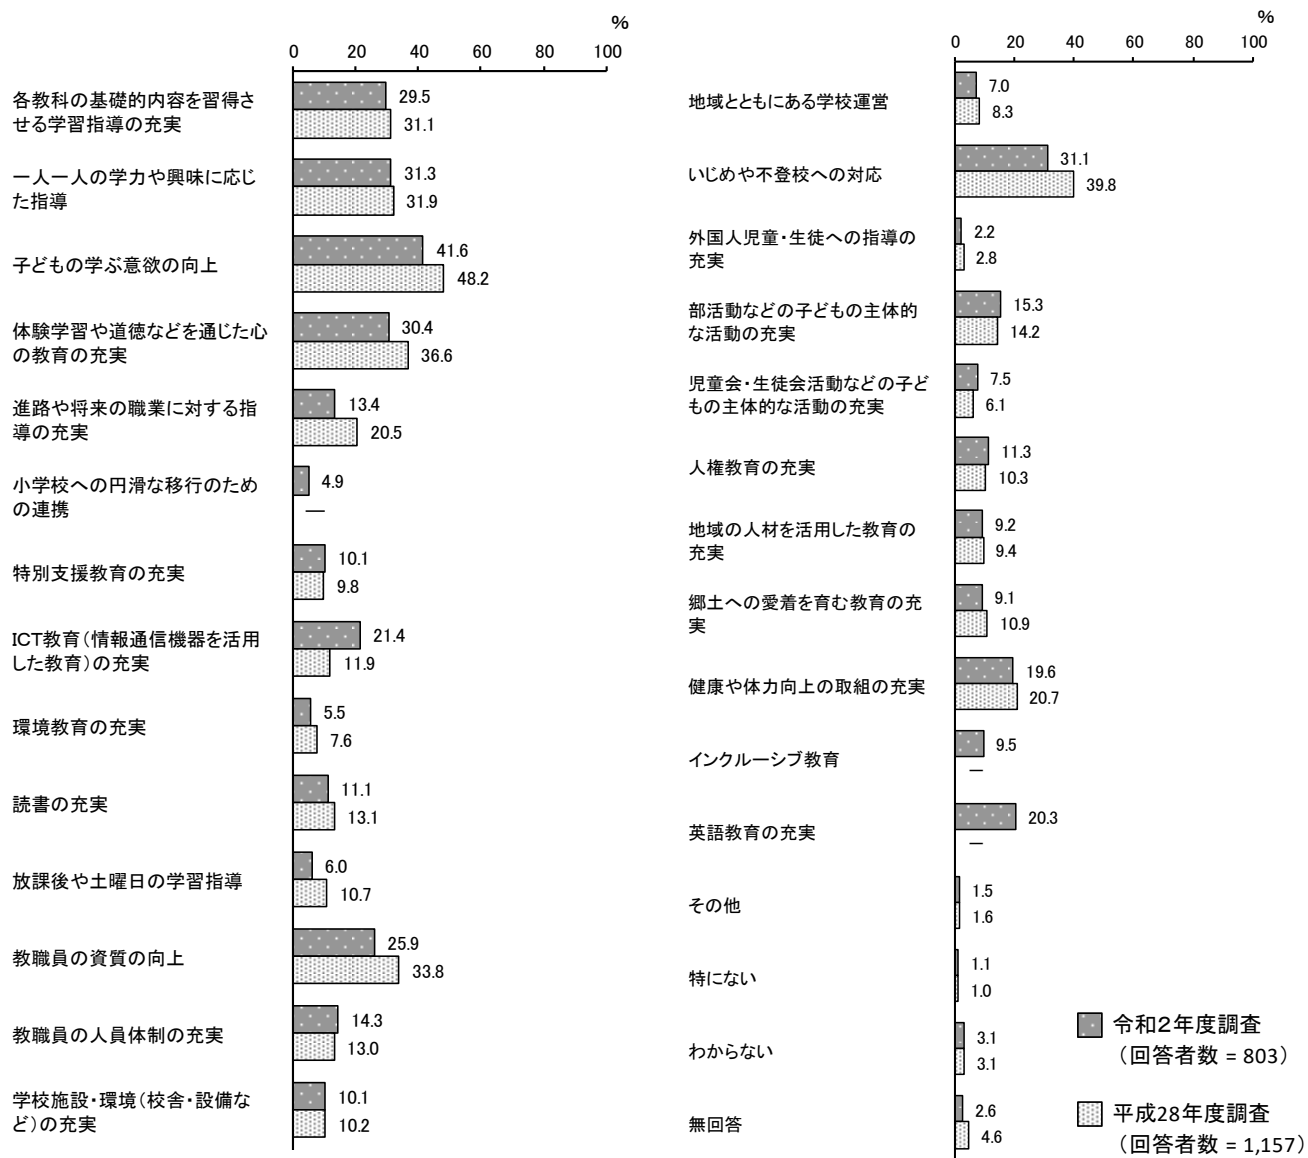 %
0 20 40 60 80 100
各教科の基礎的内容を習得さ
せる学習指導の充実
29.5
31.1
一人一人の学力や興味に応じ
た指導
31.3
31.9
子どもの学ぶ意欲の向上
41.6
48.2
体験学習や道徳などを通じた心
の教育の充実
30.4
36.6
進路や将来の職業に対する指
導の充実
13.4
20.5
小学校への円滑な移行のため
の連携
4.9
―
特別支援教育の充実
10.1
9.8
ICT教育(情報通信機器を活用
した教育)の充実
21.4
11.9
環境教育の充実
5.5
7.6
読書の充実
11.1
13.1
放課後や土曜日の学習指導
6.0
10.7
教職員の資質の向上
25.9
33.8
教職員の人員体制の充実
14.3
13.0
学校施設・環境(校舎・設備な
ど)の充実
10.1
10.2
%
0 20 40 60 80 100
地域とともにある学校運営
7.0
8.3
いじめや不登校への対応
31.1
39.8
外国人児童・生徒への指導の
充実
2.2
2.8
部活動などの子どもの主体的
な活動の充実
15.3
14.2
児童会・生徒会活動などの子ど
もの主体的な活動の充実
7.5
6.1
人権教育の充実
11.3
10.3
地域の人材を活用した教育の
充実
9.2
9.4
郷土への愛着を育む教育の充
実
9.1
10.9
健康や体力向上の取組の充実
19.6
20.7
インクルーシブ教育
9.5
―
英語教育の充実
20.3
―
その他
1.5
1.6
特にない
1.1
1.0
わからない
3.1
3.1
無回答
2.6
4.6
令和2年度調査
(回答者数 = 803)
平成28年度調査
(回答者数 = 1,157)